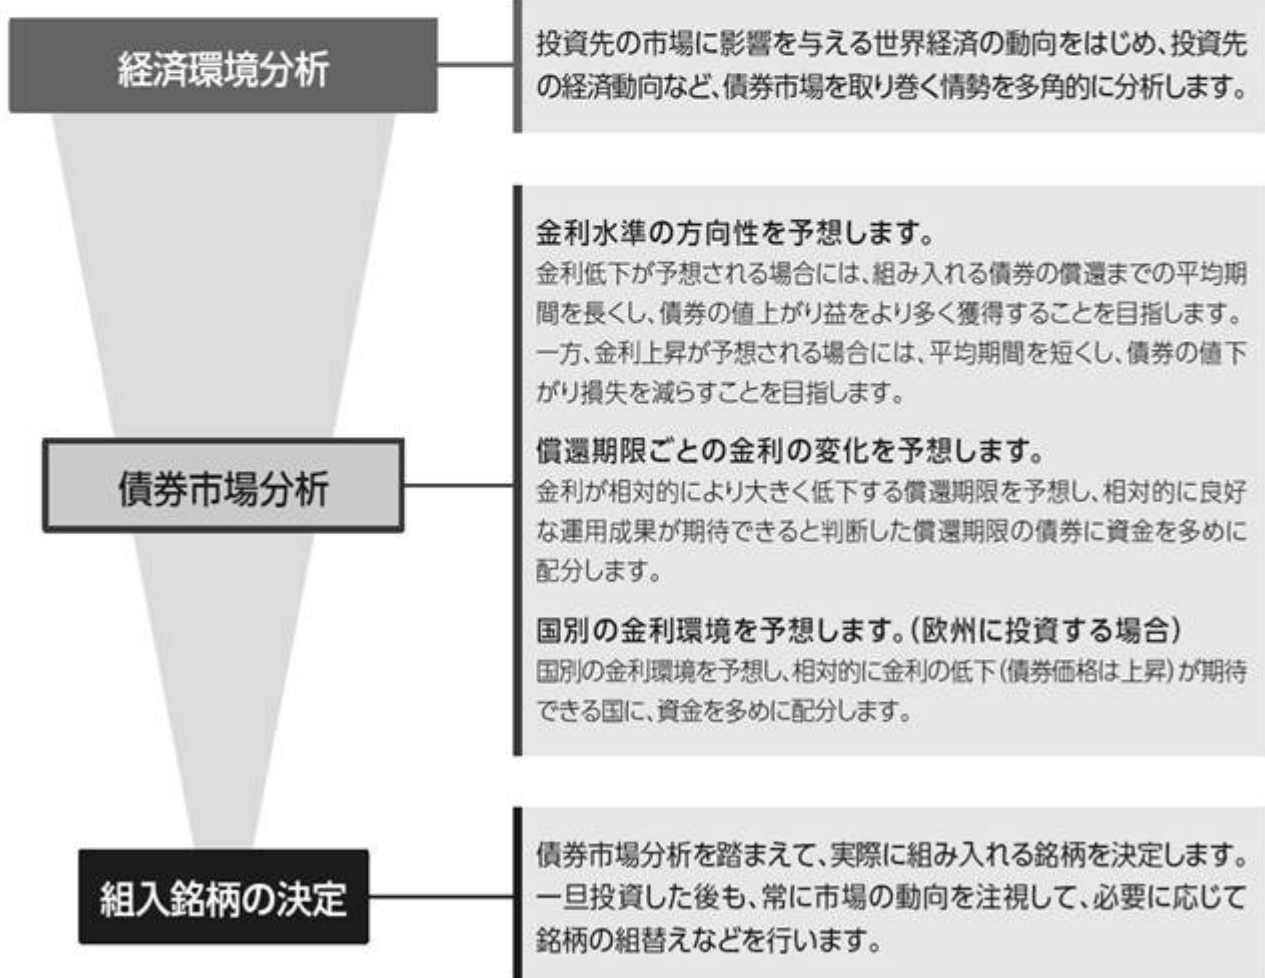 経済環境分析
投資先の市場に影響を与える世界経済の動向をはじめ、投資先
の経済動向など、債券市場を取り巻く情勢を多角的に分析します。
債券市場分析
金利水準の方向性を予想します。
金利低下が予想される場合には、組み入れる債券の償還までの平均期
間を長くし、債券の値上がり益をより多く獲得することを目指します。
一方、金利上昇が予想される場合には、平均期間を短くし、債券の値下
がり損失を減らすことを目指します。
償還期限ごとの金利の変化を予想します。
金利が相対的により大きく低下する償還期限を予想し、相対的に良好
な運用成果が期待できると判断した償還期限の債券に資金を多めに
配分します。
国別の金利環境を予想します。(欧州に投資する場合)
国別の金利環境を予想し、相対的に金利の低下(債券価格は上昇)が期待
できる国に、資金を多めに配分します。
組入銘柄の決定
債券市場分析を踏まえて、実際に組み入れる銘柄を決定します。
一旦投資した後も、常に市場の動向を注視して、必要に応じて
銘柄の組替えなどを行います。